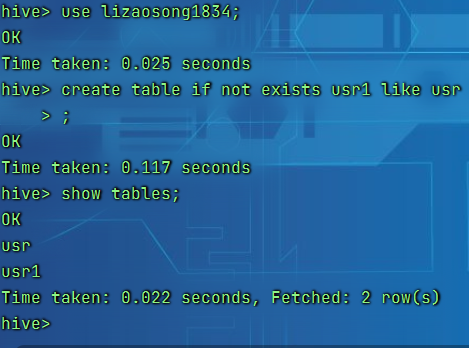 hive> use lizaosong1834;
OK
Time taken: 0.025 seconds
hive> create table if not exists usr1 like usr
    > ;
OK
Time taken: 0.117 seconds
hive> show tables;
OK
usr
usr1
Time taken: 0.022 seconds, Fetched: 2 row(s)
hive>